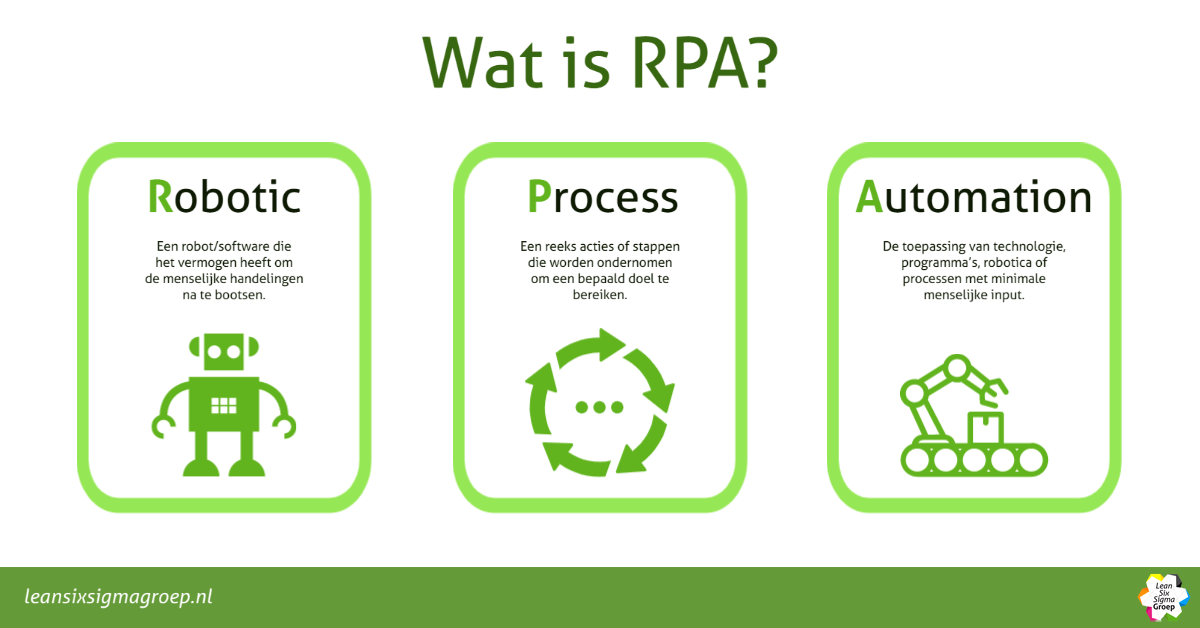 Wat is RPA?
Robotic
Een robot/software die
het vermogen heeft om
de menselijke handelingen
na te bootsen.
Process
Een reeks acties of stappen
die worden ondernomen
om een bepaald doel te
bereiken.
Automation
De toepassing van technologie,
programma’s, robotica of
processen met minimale
menselijke input.
leansixsigmagroep.nl
Lean
Six
Sigma
Groep